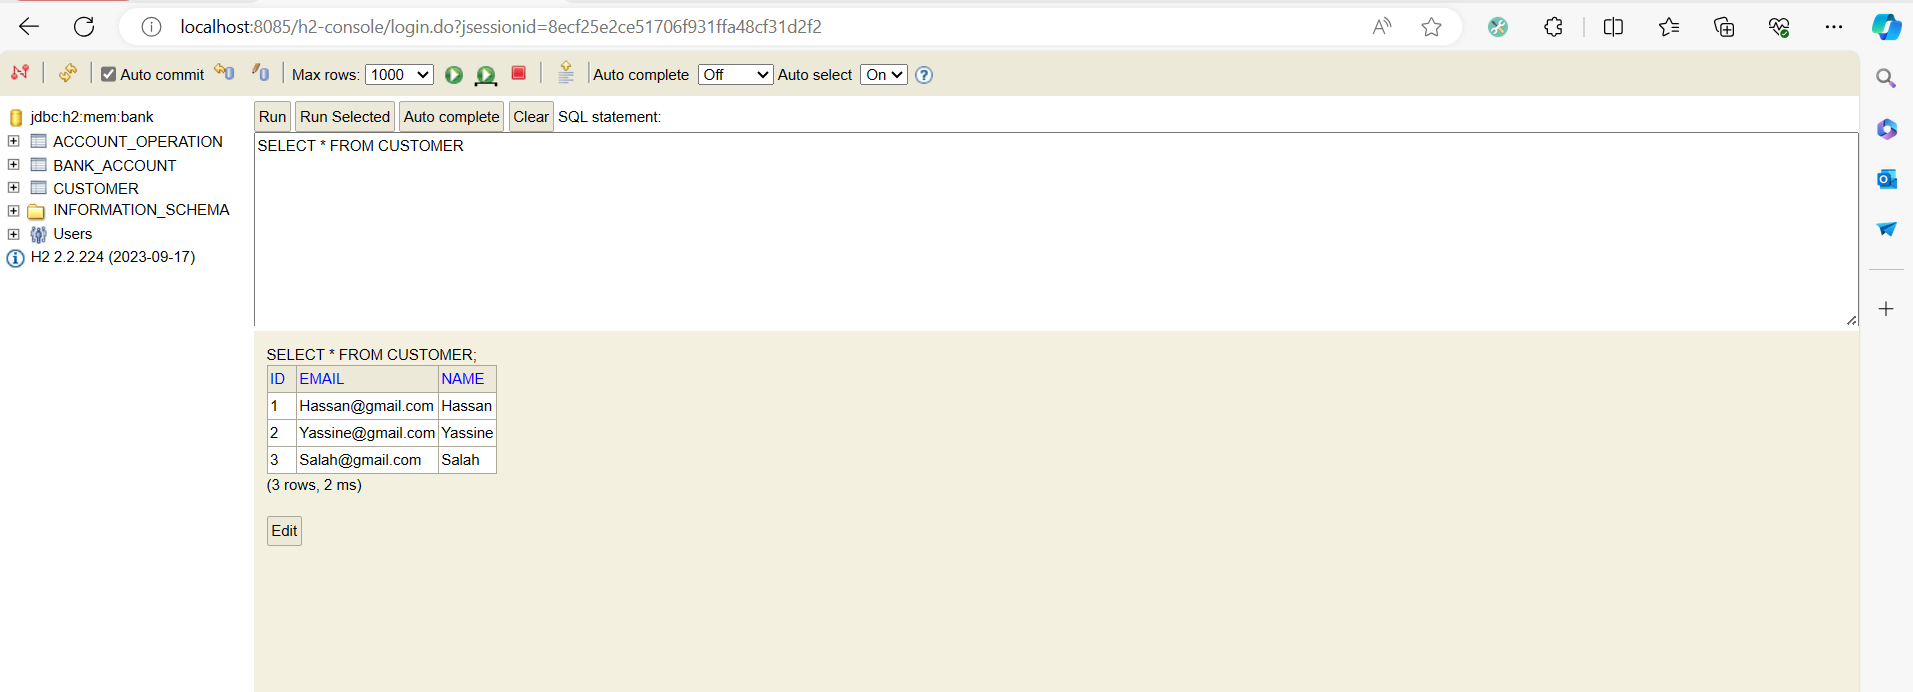 localhost:8085/h2-console/login.do?jsessionid=8ecf25e2ce51706f931ffa48cf31d2f2
Auto commit Max rows: 1000 Auto complete Off Auto select On
jdbc:h2:mem:bank
ACCOUNT_OPERATION
BANK_ACCOUNT
CUSTOMER
INFORMATION_SCHEMA
Users
H2 2.2.224 (2023-09-17)
Run Run Selected Auto complete Clear SQL statement:
SELECT * FROM CUSTOMER
SELECT * FROM CUSTOMER;
ID EMAIL NAME
1 Hassan@gmail.com Hassan
2 Yassine@gmail.com Yassine
3 Salah@gmail.com Salah
(3 rows, 2 ms)
Edit